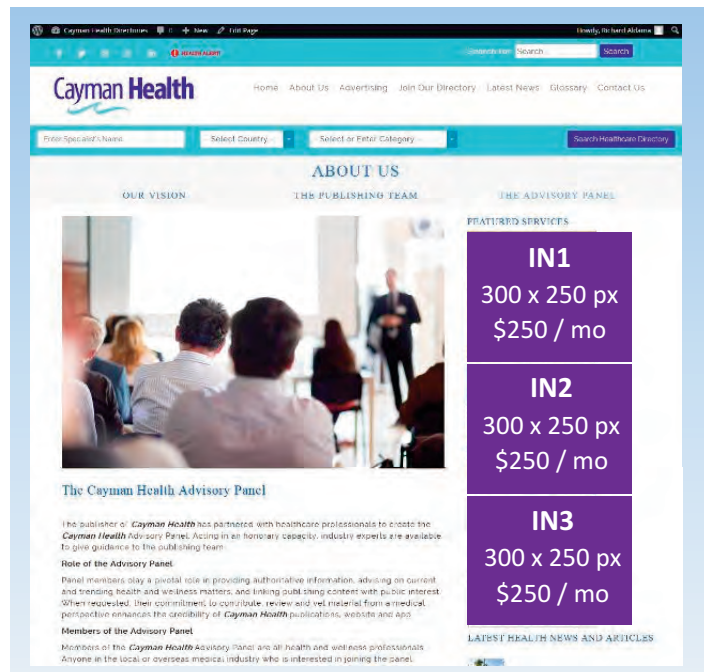 Cayman Health Directories 0 + New Edit Page
Howdy, Richard Aldama
HEALTH ALERT!
Search for: Search Search
Cayman Health
Home About Us Advertising Join Our Directory Latest News Glossary Contact Us
Enter Specialist's Name
Select Country
Select or Enter Category
Search Healthcare Directory
ABOUT US
OUR VISION THE PUBLISHING TEAM THE ADVISORY PANEL
FEATURED SERVICES
IN1
300 x 250 px
$250 / mo
IN2
300 x 250 px
$250 / mo
IN3
300 x 250 px
$250 / mo
The Cayman Health Advisory Panel
The publisher of Cayman Health has partnered with healthcare professionals to create the
Cayman Health Advisory Panel. Acting in an honorary capacity, industry experts are available
to give guidance to the publishing team.
Role of the Advisory Panel
Panel members play a pivotal role in providing authoritative information, advising on current
and trending health and wellness matters, and linking publishing content with public interest.
When requested, their commitment to contribute, review and vet material from a medical
perspective enhances the credibility of Cayman Health publications, website and app.
Members of the Advisory Panel
Members of the Cayman Health Advisory Panel are all health and wellness professionals.
Anyone in the local or overseas medical industry who is interested in joining the panel,
LATEST HEALTH NEWS AND ARTICLES